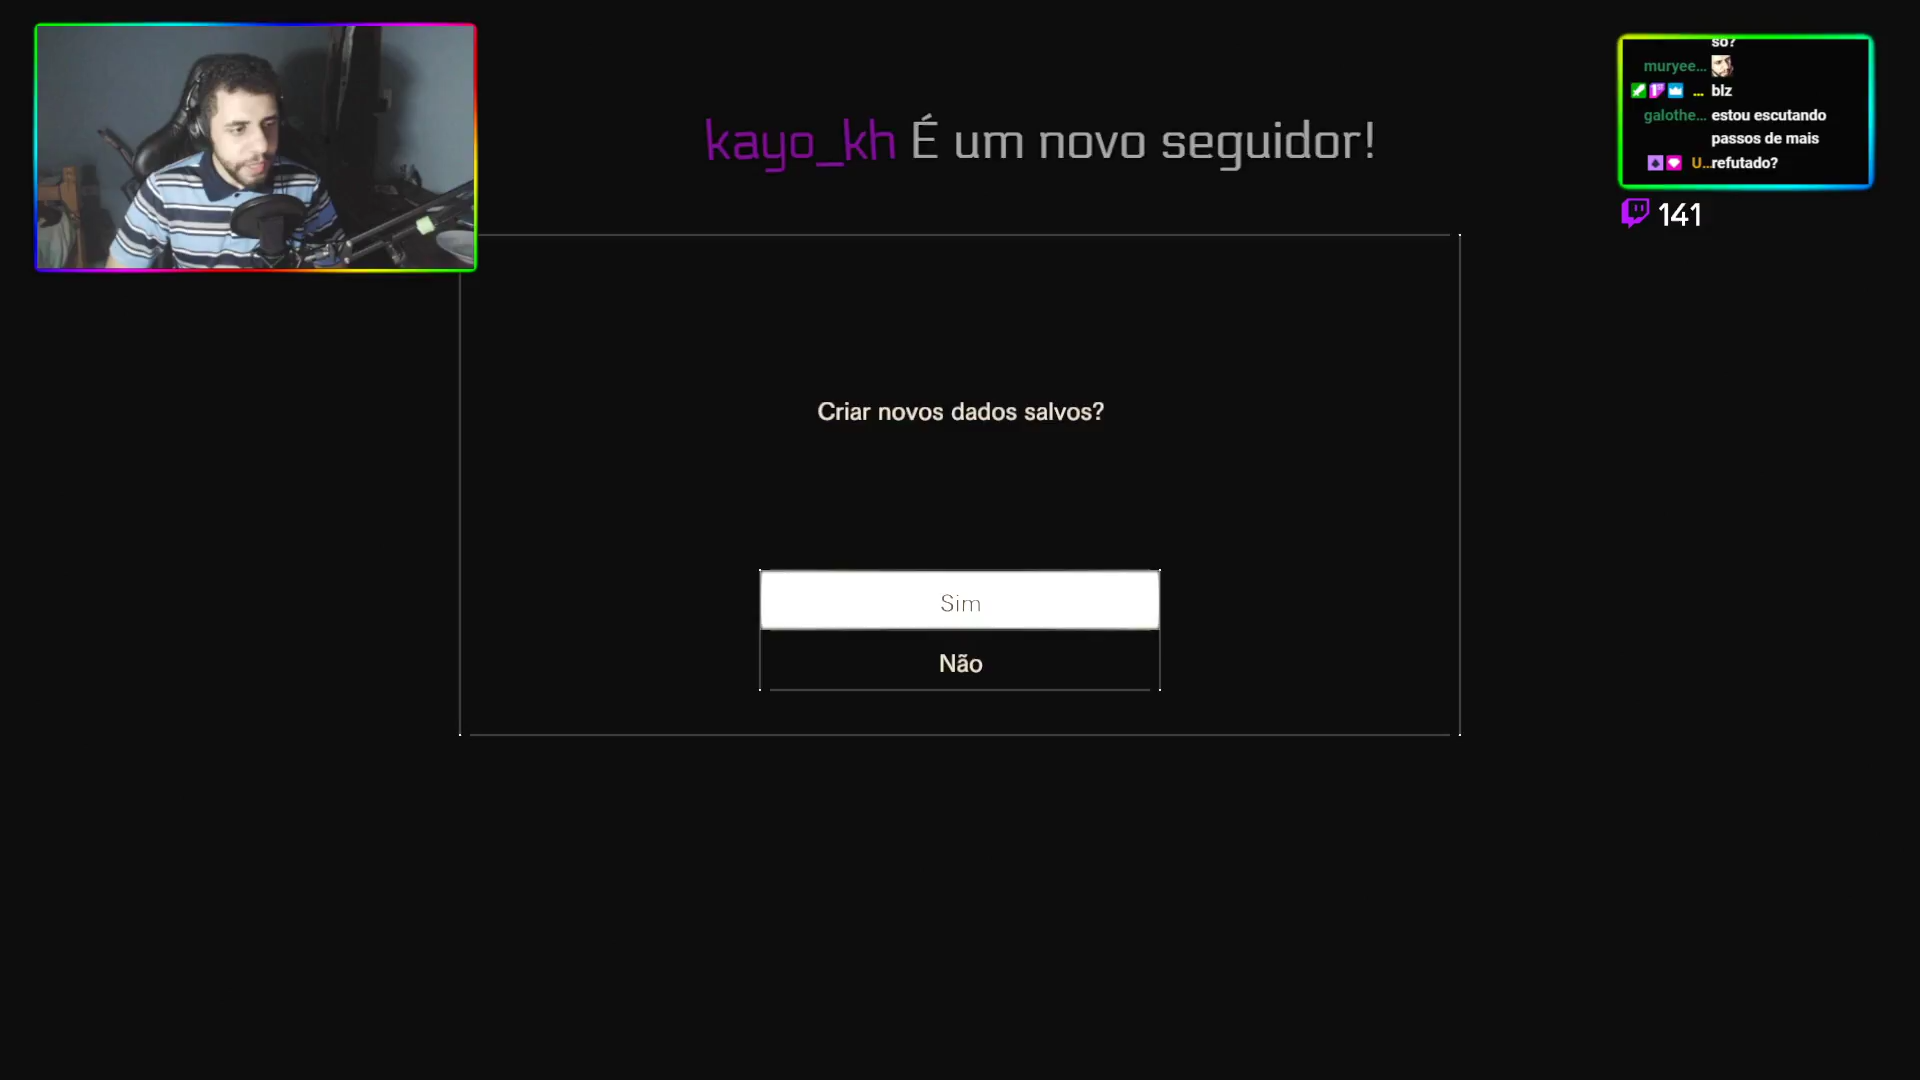 só?
muryee...
... blz
galothe... estou escutando
passos de mais
U...refutado?
141
kayo_kh É um novo seguidor!
Criar novos dados salvos?
Sim
Não